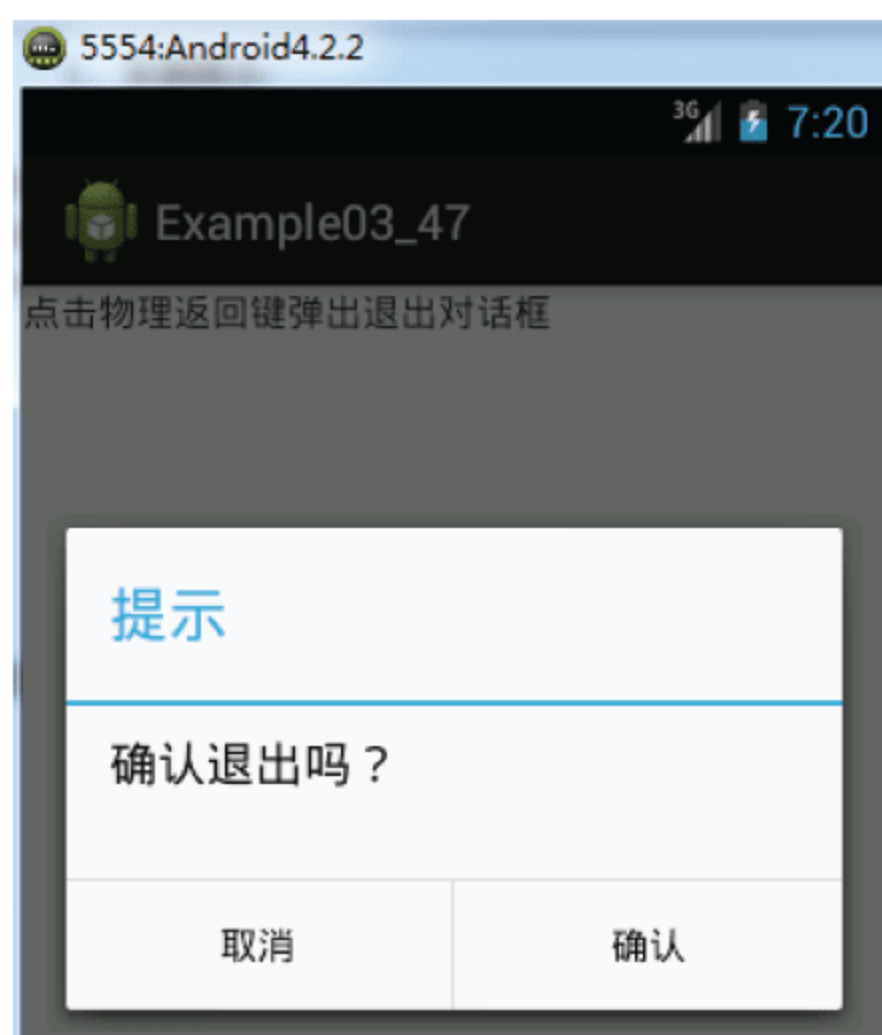 5554:Android4.2.2
3G 7:20
Example03_47
点击物理返回键弹出退出对话框
提示
确认退出吗？
取消 确认